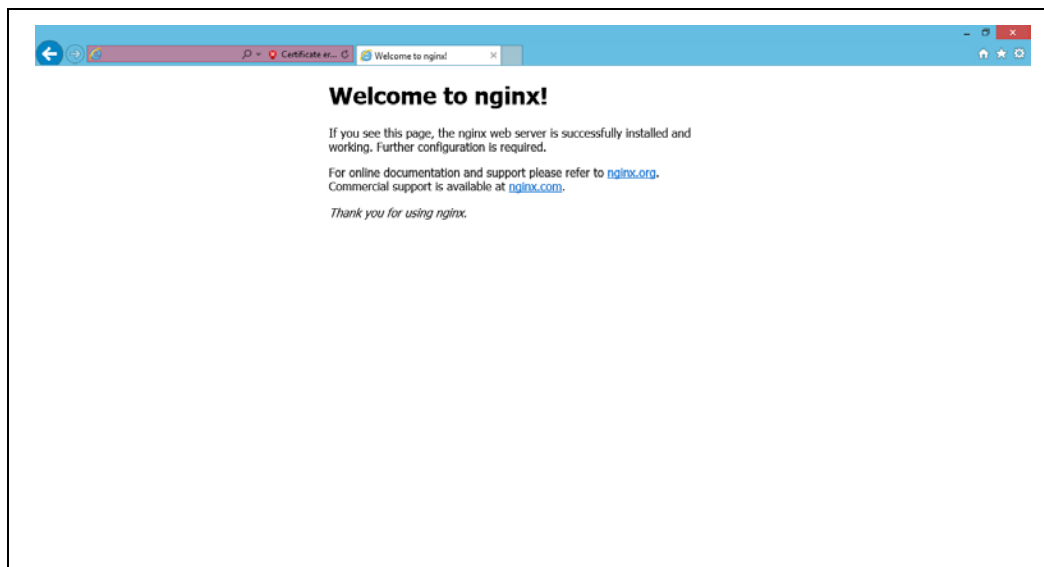 Certificate er...
Welcome to nginx!
Welcome to nginx!
If you see this page, the nginx web server is successfully installed and
working. Further configuration is required.
For online documentation and support please refer to nginx.org.
Commercial support is available at nginx.com.
Thank you for using nginx.